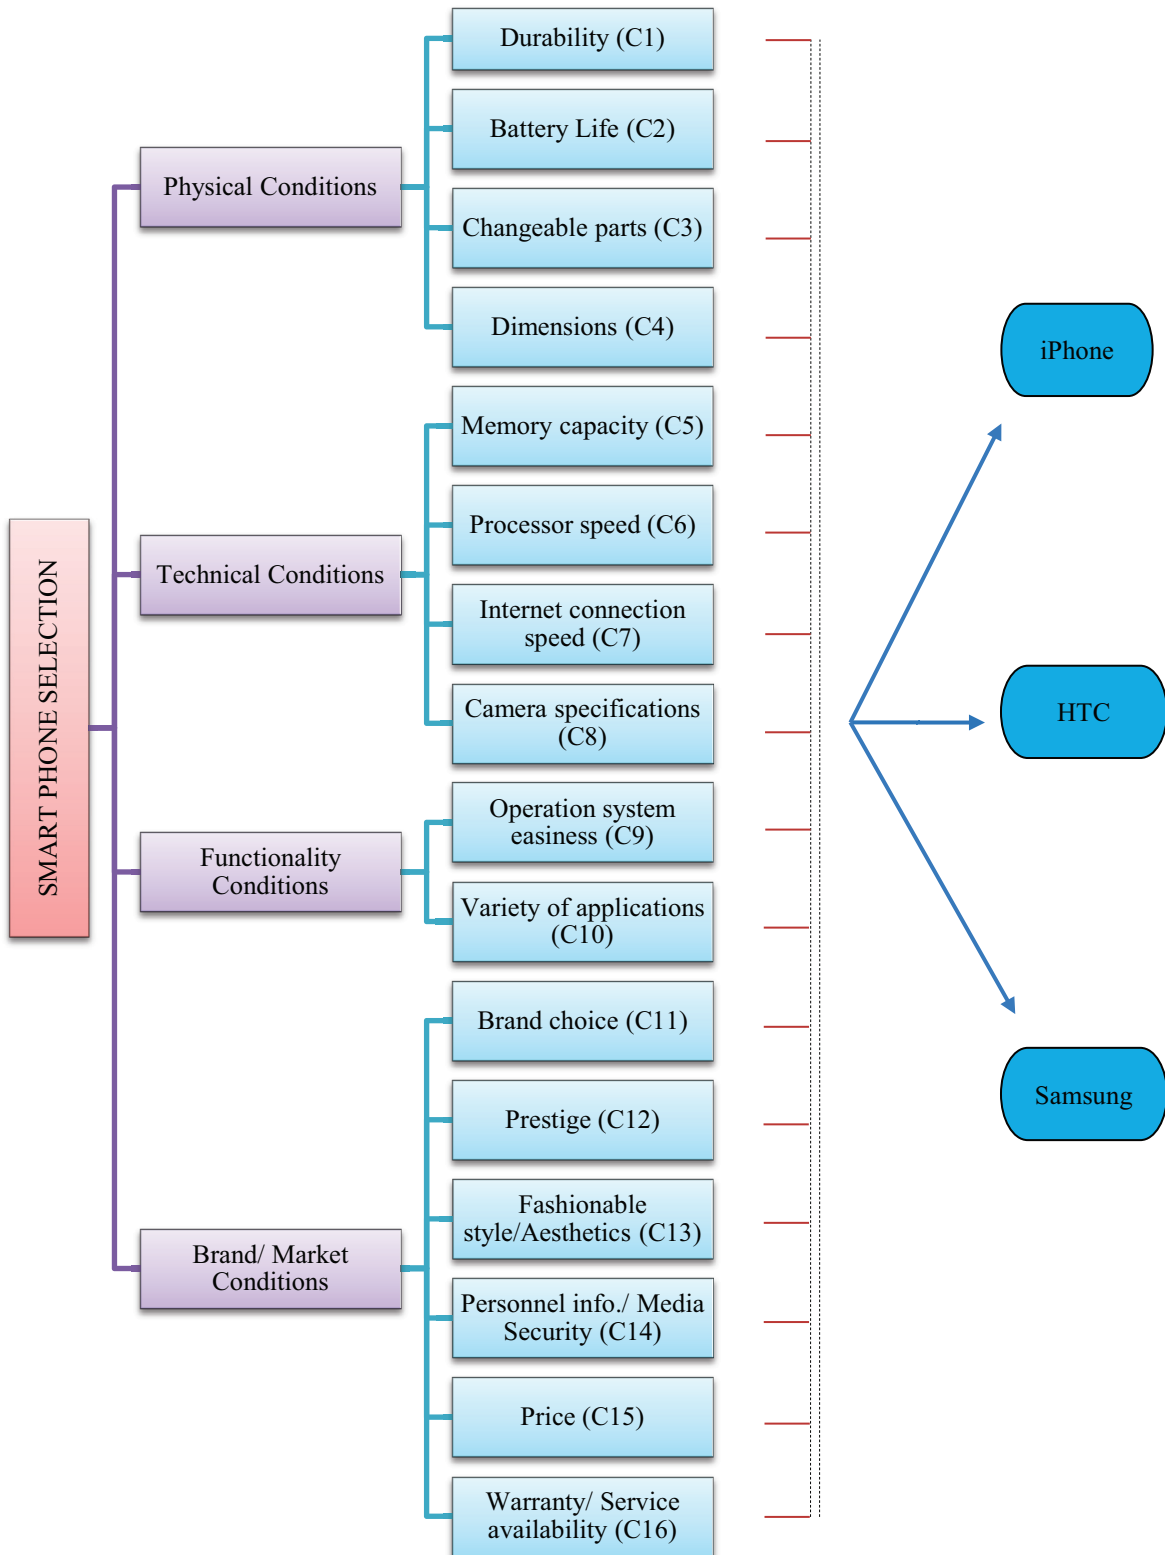 SMART PHONE SELECTION
Physical Conditions
Durability (C1)
Battery Life (C2)
Changeable parts (C3)
Dimensions (C4)
Technical Conditions
Memory capacity (C5)
Processor speed (C6)
Internet connection
speed (C7)
Camera specifications
(C8)
Functionality
Conditions
Operation system
easiness (C9)
Variety of applications
(C10)
Brand/ Market
Conditions
Brand choice (C11)
Prestige (C12)
Fashionable
style/Aesthetics (C13)
Personnel info./ Media
Security (C14)
Price (C15)
Warranty/ Service
availability (C16)
iPhone
HTC
Samsung